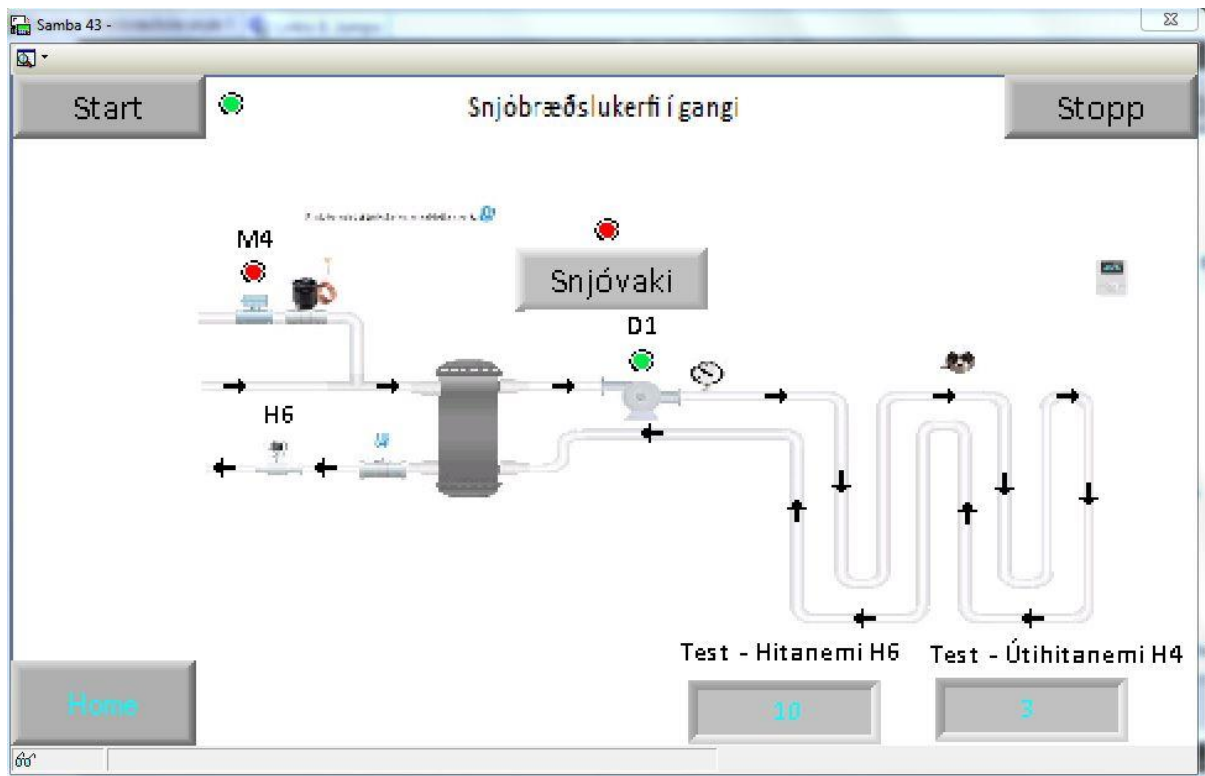 Samba 43 -
Start
Snjóbræðslukerfi í gangi
Stopp
M4
Snjóvaki
D1
H6
Test - Hitanemi H6
Test - Útihitanemi H4
Home
10
3